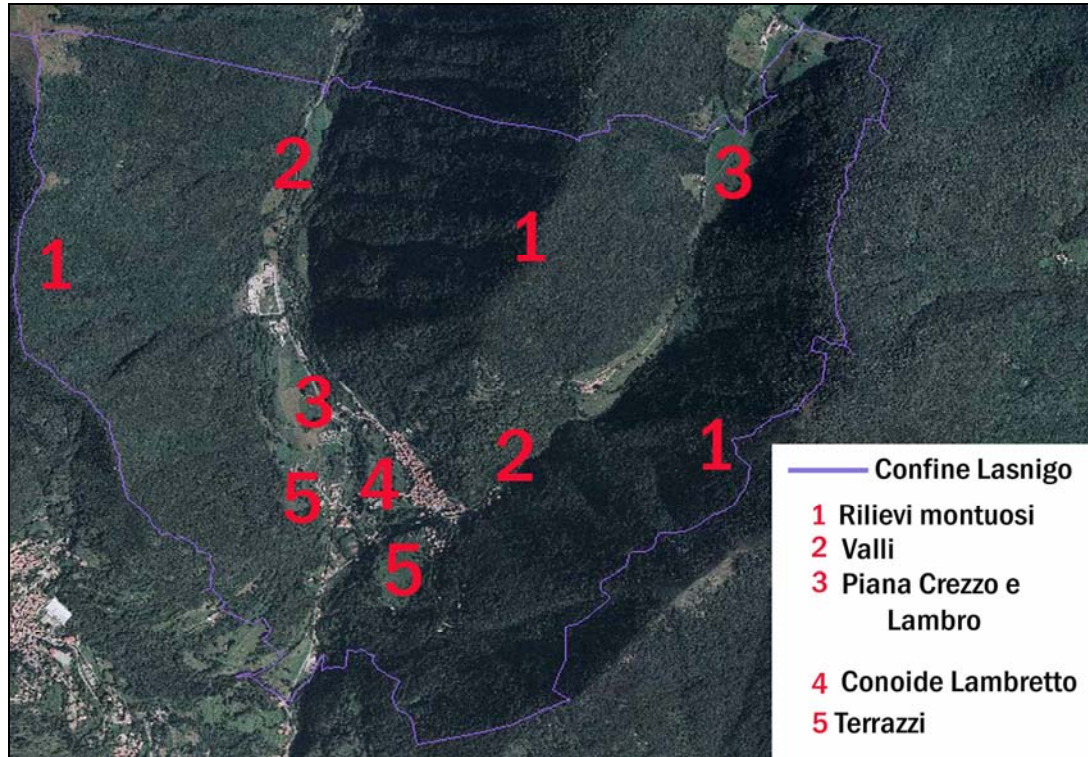 2
3
1
1
3
2
1
4
5
5
Confine Lasnigo
1 Rilievi montuosi
2 Valli
3 Piana Crezzo e
Lambro
4 Conoide Lambretto
5 Terrazzi